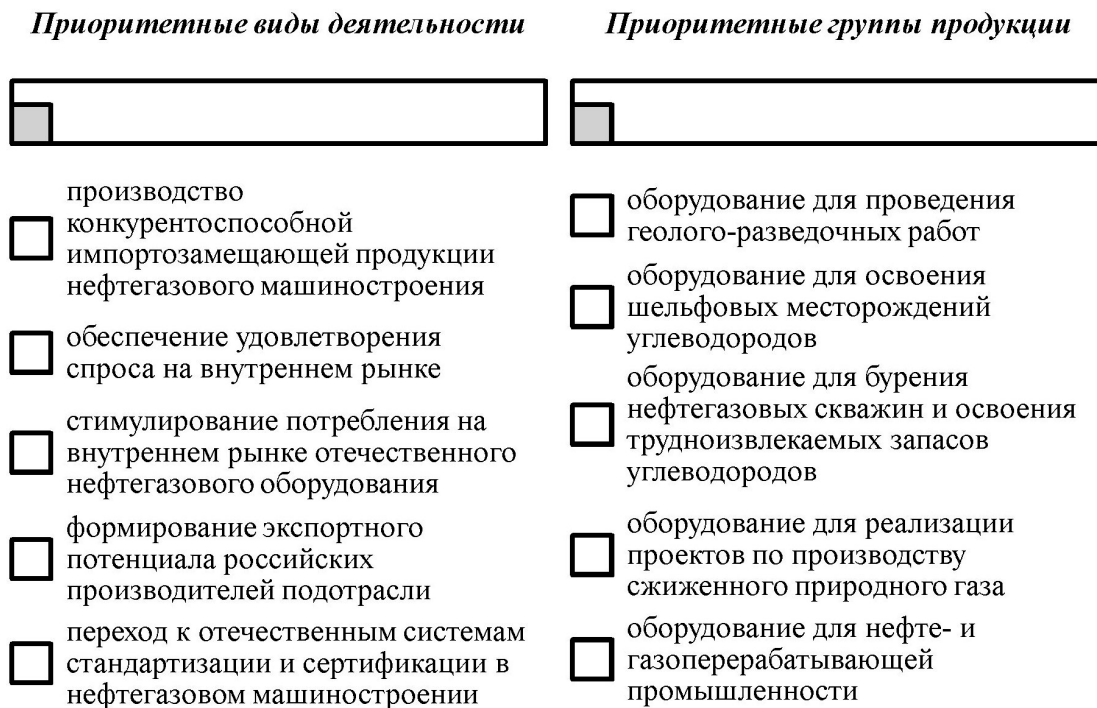 Приоритетные виды деятельности
производство
конкурентоспособной
импортозамещающей продукции
нефтегазового машиностроения
обеспечение удовлетворения
спроса на внутреннем рынке
стимулирование потребления на
внутреннем рынке отечественного
нефтегазового оборудования
формирование экспортного
потенциала российских
производителей подотрасли
переход к отечественным системам
стандартизации и сертификации в
нефтегазовом машиностроении
Приоритетные группы продукции
оборудование для проведения
геолого-разведочных работ
оборудование для освоения
шельфовых месторождений
углеводородов
оборудование для бурения
нефтегазовых скважин и освоения
трудноизвлекаемых запасов
углеводородов
оборудование для реализации
проектов по производству
сжиженного природного газа
оборудование для нефте- и
газоперерабатывающей
промышленности